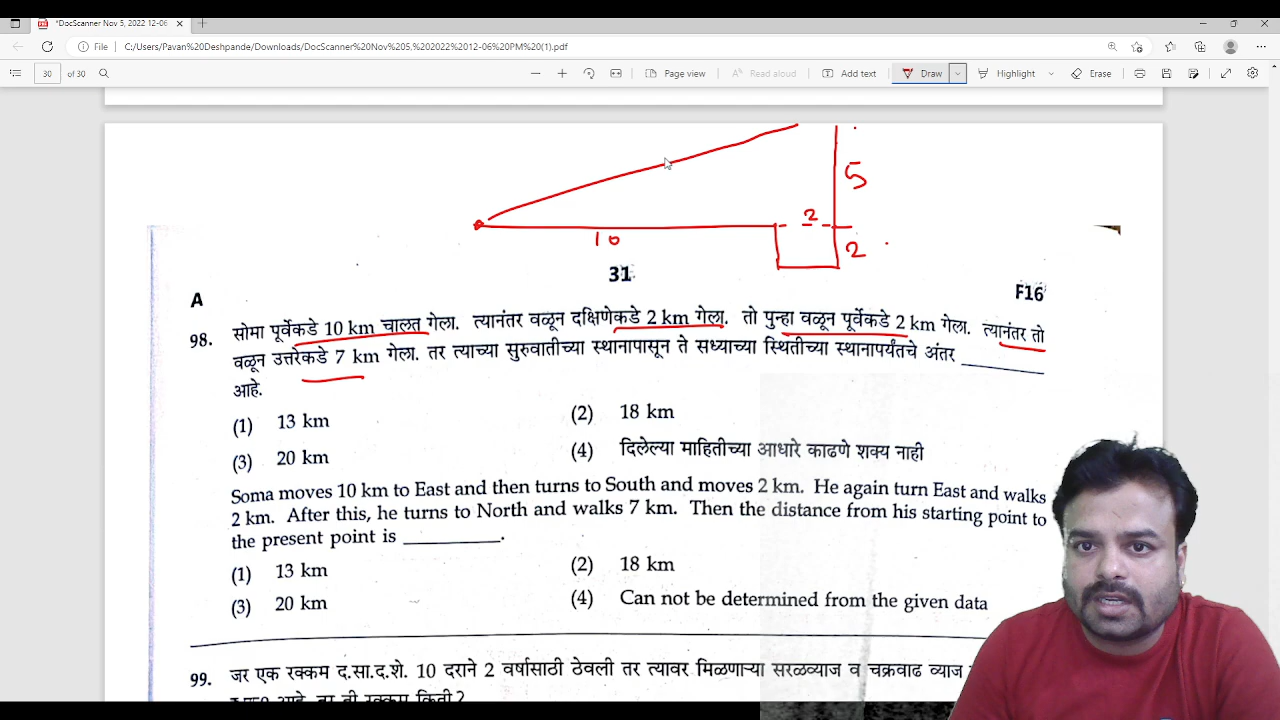 *DocScanner Nov 5, 2022 12-06
File
C:/Users/Pavan%20Deshpande/Downloads/DocScanner%20Nov%205,%202022%2012-06%20PM%20(1).pdf
30 of 30
Page view
Read aloud
Add text
Draw
Highlight
Erase
5
2
10
2
31
A
F16
98. सोमा पूर्वेकडे 10 km चालत गेला. त्यानंतर वळून दक्षिणेकडे 2 km गेला. तो पुन्हा वळून पूर्वेकडे 2 km गेला. त्यानंतर तो
वळून उत्तरेकडे 7 km गेला. तर त्याच्या सुरुवातीच्या स्थानापासून ते सध्याच्या स्थितीच्या स्थानापर्यंतचे अंतर ________
आहे.
(1) 13 km (2) 18 km
(3) 20 km (4) दिलेल्या माहितीच्या आधारे काढणे शक्य नाही
Soma moves 10 km to East and then turns to South and moves 2 km. He again turn East and walks
2 km. After this, he turns to North and walks 7 km. Then the distance from his starting point to
the present point is ________.
(1) 13 km (2) 18 km
(3) 20 km (4) Can not be determined from the given data
99. जर एक रक्कम द.सा.द.शे. 10 दराने 2 वर्षासाठी ठेवली तर त्यावर मिळणाऱ्या सरळव्याज व चक्रवाढ व्याज